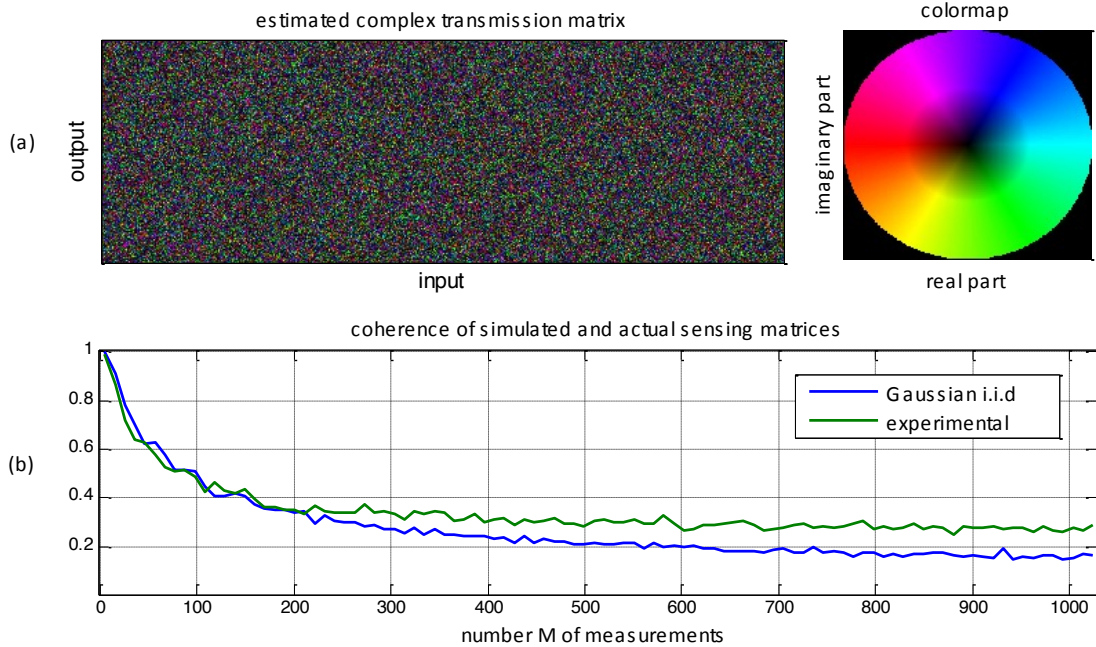 estimated complex transmission matrix
colormap
(a)
output
input
imaginary part
real part
coherence of simulated and actual sensing matrices
(b)
1
0.8
0.6
0.4
0.2
Gaussian i.i.d
experimental
0 100 200 300 400 500 600 700 800 900 1000
number M of measurements